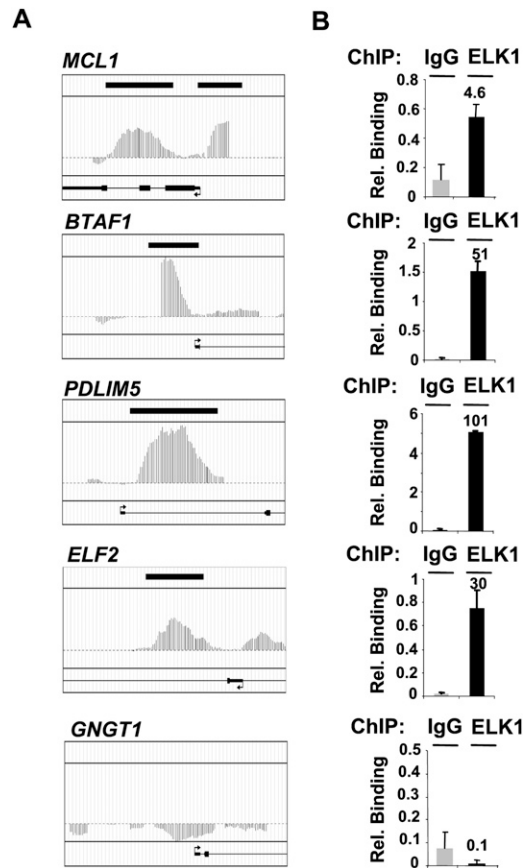 A
B
MCL1
ChIP: IgG ELK1
Rel. Binding
0.8
0.6
0.4
0.2
0
4.6
BTAF1
ChIP: IgG ELK1
Rel. Binding
2
1.5
1
0.5
0
51
PDLIM5
ChIP: IgG ELK1
Rel. Binding
6
4
2
0
101
ELF2
ChIP: IgG ELK1
Rel. Binding
1
0.8
0.6
0.4
0.2
0
30
GNGT1
ChIP: IgG ELK1
Rel. Binding
0.5
0.4
0.3
0.2
0.1
0
0.1